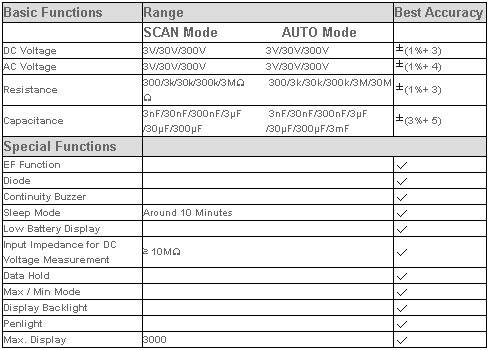 Basic Functions Range Best Accuracy
SCAN Mode AUTO Mode
DC Voltage 3V/30V/300V 3V/30V/300V ±(1%+ 3)
AC Voltage 3V/30V/300V 3V/30V/300V ±(1%+ 4)
Resistance 300/3k/30k/300k/3MΩ 300/3k/30k/300k/3M/30M ±(1%+ 3)
Ω
Capacitance 3nF/30nF/300nF/3µF 3nF/30nF/300nF/3µF ±(3%+ 5)
/30µF/300µF /30µF/300µF/3mF
Special Functions
EF Function ✓
Diode ✓
Continuity Buzzer ✓
Sleep Mode Around 10 Minutes ✓
Low Battery Display ✓
Input Impedance for DC
Voltage Measurement ≥ 10MΩ ✓
Data Hold ✓
Max / Min Mode ✓
Display Backlight ✓
Penlight ✓
Max. Display 3000 ✓